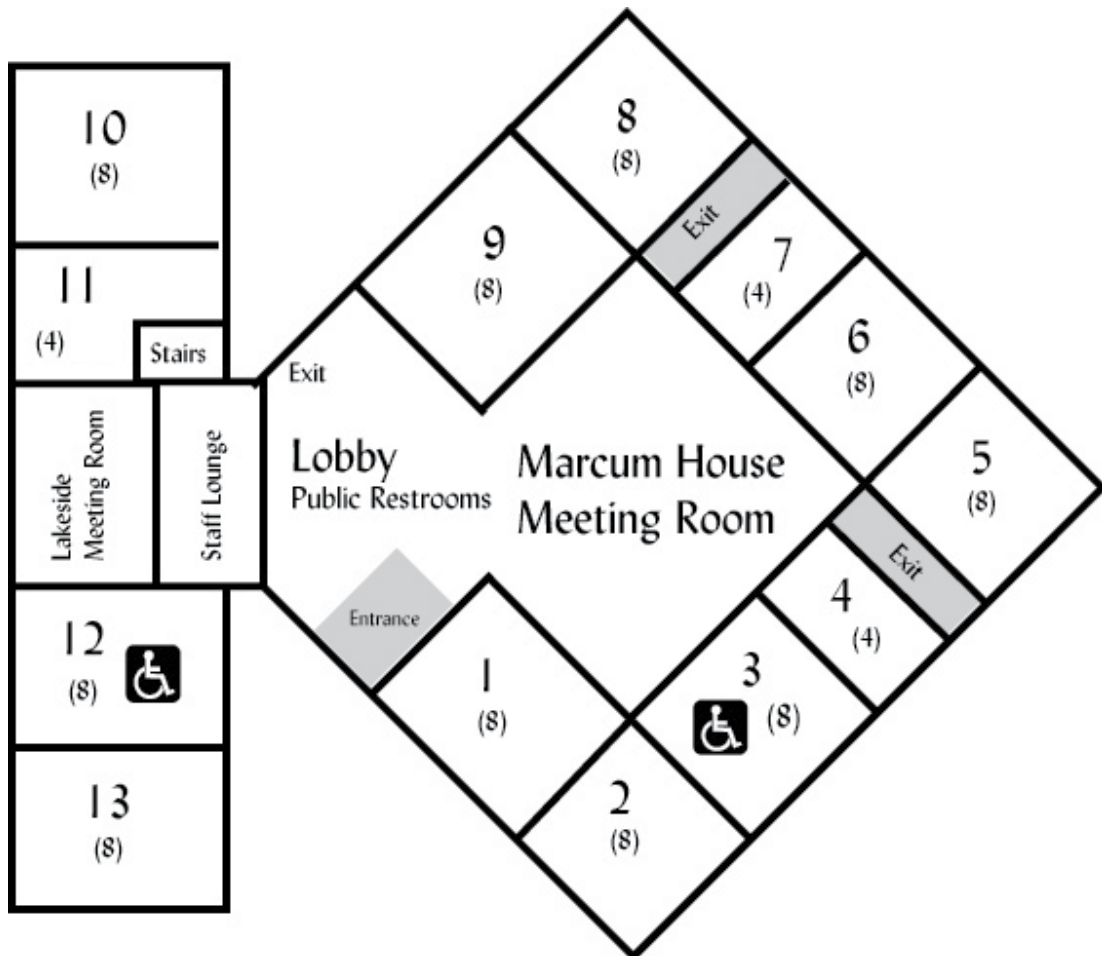 10
(8)
11
(4)
Stairs
Lakeside
Meeting Room
Staff Lounge
12
(8)
13
(8)
8
(8)
Exit
9
(8)
7
(4)
6
(8)
5
(8)
Exit
Lobby
Public Restrooms
Marcum House
Meeting Room
Exit
4
(4)
Entrance
1
(8)
3
(8)
2
(8)